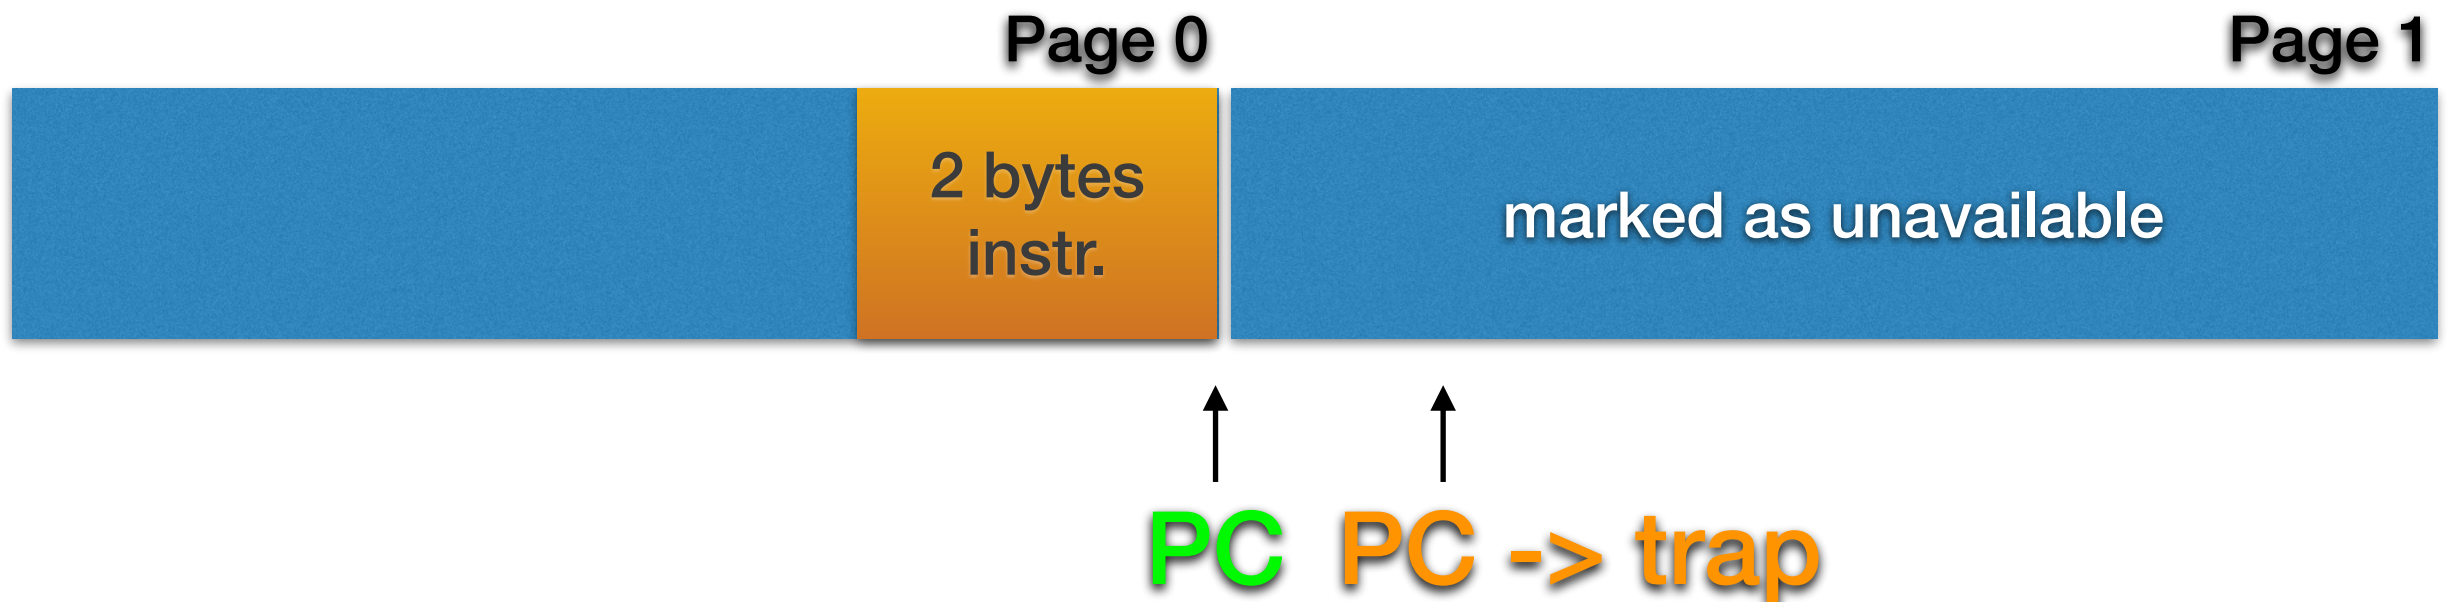 Page 0
Page 1
2 bytes
instr.
marked as unavailable
PC
PC -> trap